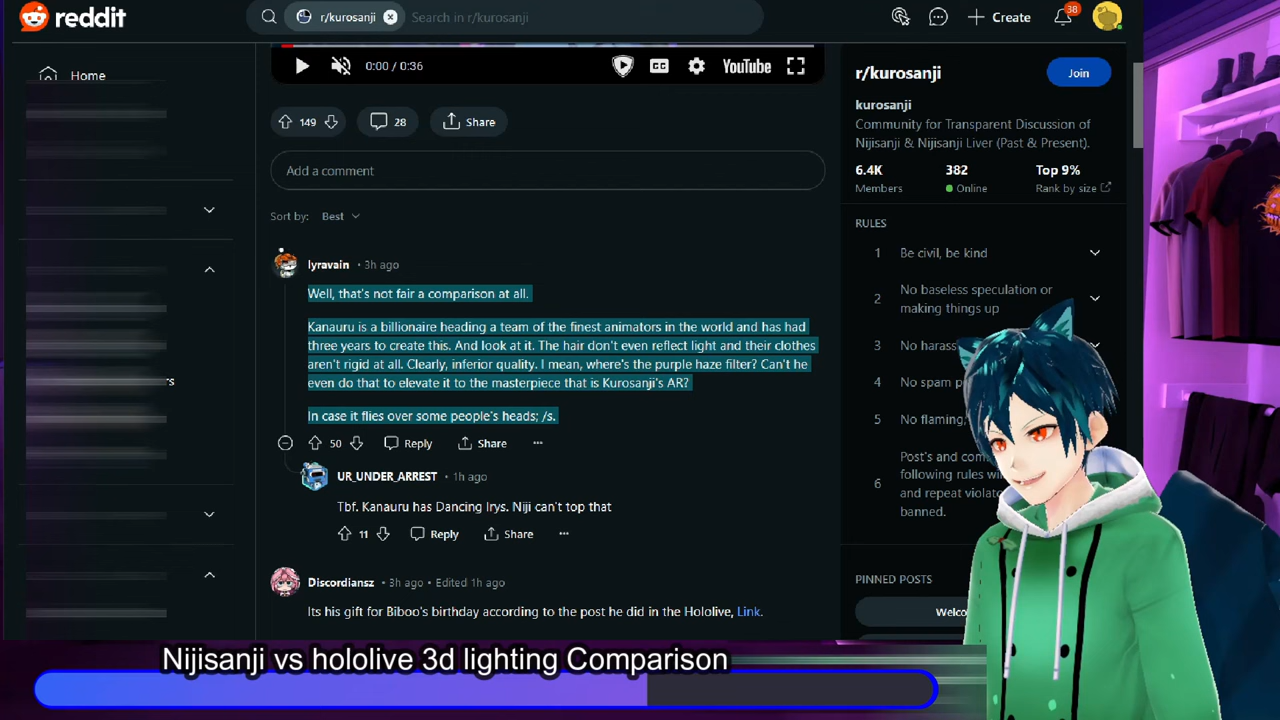 reddit
r/kurosanji
Search in r/kurosanji
Create
38
Home
0:00 / 0:36
CC
YouTube
r/kurosanji
Join
kurosanji
Community for Transparent Discussion of
Nijisanji & Nijisanji Liver (Past & Present).
6.4K
382
Top 9%
Members
Online
Rank by size
149
28
Share
Add a comment
Sort by:
Best
RULES
1
Be civil, be kind
2
No baseless speculation or
making things up
3
No harass
4
No spam p
5
No flaming,
6
Post's and com
following rules wi
and repeat violato
banned.
PINNED POSTS
Welco
lyravain • 3h ago
Well, that's not fair a comparison at all.
Kanauru is a billionaire heading a team of the finest animators in the world and has had
three years to create this. And look at it. The hair don't even reflect light and their clothes
aren't rigid at all. Clearly, inferior quality. I mean, where's the purple haze filter? Can't he
even do that to elevate it to the masterpiece that is Kurosanji's AR?
In case it flies over some people's heads; /s.
50
Reply
Share
UR_UNDER_ARREST • 1h ago
Tbf. Kanauru has Dancing Irys. Niji can't top that
11
Reply
Share
Discordiansz • 3h ago • Edited 1h ago
Its his gift for Biboo's birthday according to the post he did in the Hololive, Link.
Nijisanji vs hololive 3d lighting Comparison